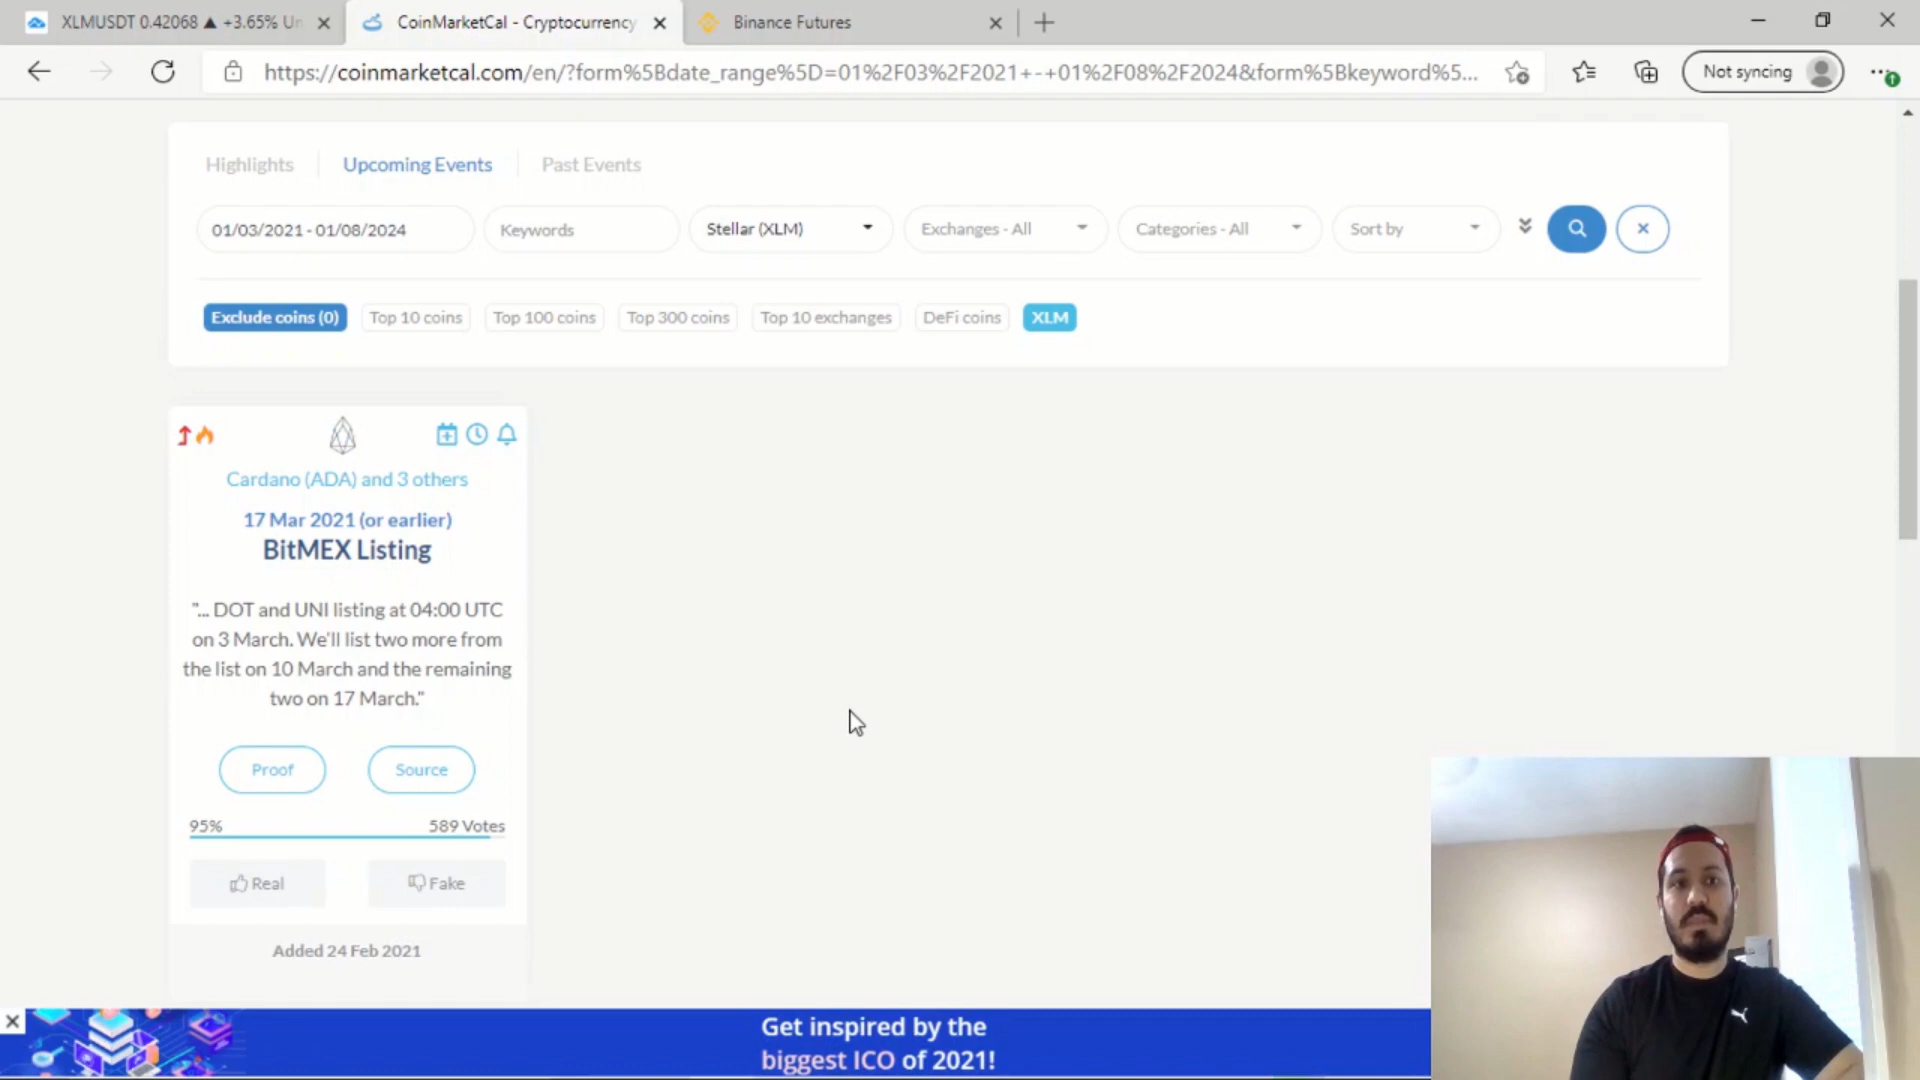 XLMUSDT 0.42068 ▲ +3.65% Un
CoinMarketCal - Cryptocurrency
Binance Futures
https://coinmarketcal.com/en/?form%5Bdate_range%5D=01%2F03%2F2021+-+01%2F08%2F2024&form%5Bkeyword%5...
Not syncing
Highlights
Upcoming Events
Past Events
01/03/2021 - 01/08/2024
Keywords
Stellar (XLM)
Exchanges - All
Categories - All
Sort by
Exclude coins (0)
Top 10 coins
Top 100 coins
Top 300 coins
Top 10 exchanges
DeFi coins
XLM
Cardano (ADA) and 3 others
17 Mar 2021 (or earlier)
BitMEX Listing
"... DOT and UNI listing at 04:00 UTC
on 3 March. We'll list two more from
the list on 10 March and the remaining
two on 17 March."
Proof
Source
95%
589 Votes
Real
Fake
Added 24 Feb 2021
Get inspired by the
biggest ICO of 2021!